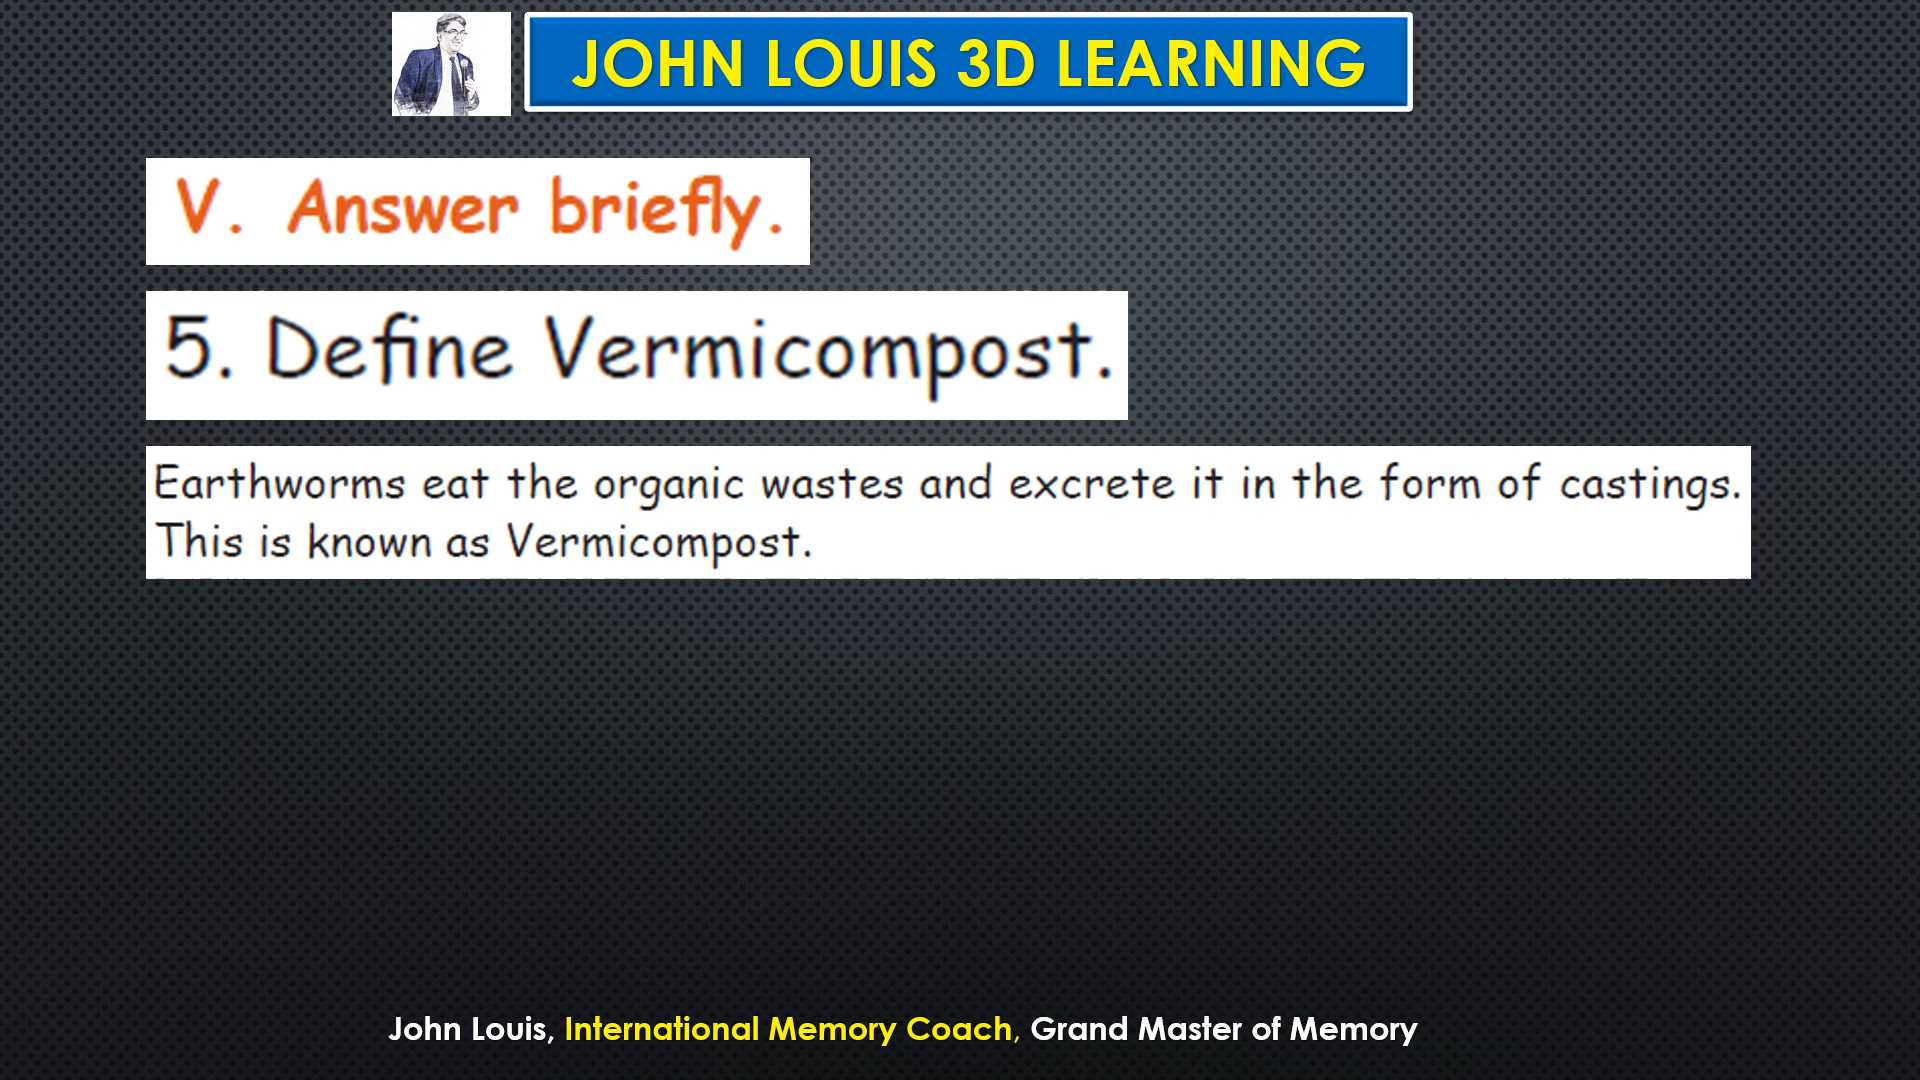 JOHN LOUIS 3D LEARNING
V. Answer briefly.
5. Define Vermicompost.
Earthworms eat the organic wastes and excrete it in the form of castings.
This is known as Vermicompost.
John Louis, International Memory Coach, Grand Master of Memory